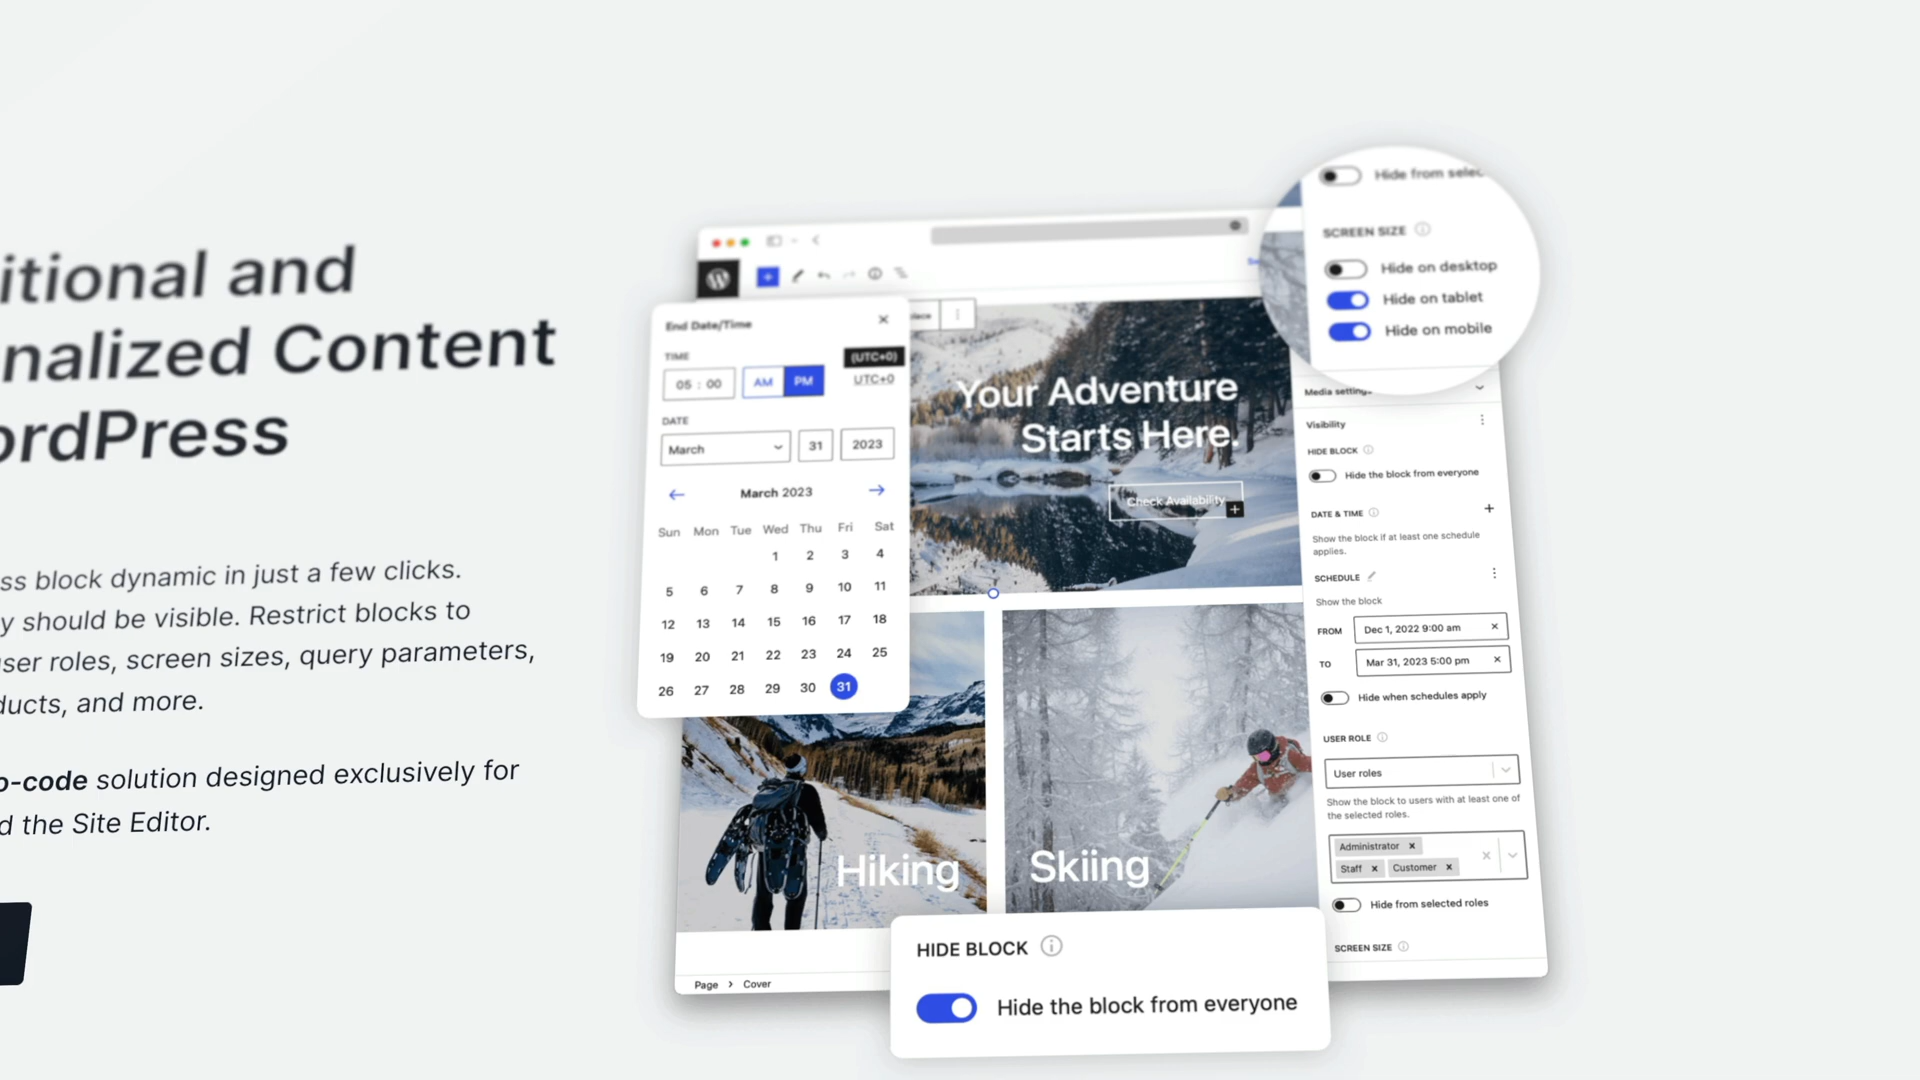 itional and
nalized Content
ordPress
ss block dynamic in just a few clicks.
y should be visible. Restrict blocks to
user roles, screen sizes, query parameters,
ducts, and more.
o-code solution designed exclusively for
d the Site Editor.
End Date/Time
TIME
(UTC+0)
05 : 00 AM PM UTC+0
DATE
March 31 2023
March 2023
Sun Mon Tue Wed Thu Fri Sat
1 2 3 4
5 6 7 8 9 10 11
12 13 14 15 16 17 18
19 20 21 22 23 24 25
26 27 28 29 30 31
Your Adventure
Starts Here.
Check Availability
Hiking
Skiing
Page > Cover
HIDE BLOCK
Hide the block from everyone
Hide from selec
SCREEN SIZE
Hide on desktop
Hide on tablet
Hide on mobile
Media settings
Visibility
HIDE BLOCK
Hide the block from everyone
DATE & TIME
Show the block if at least one schedule
applies.
SCHEDULE
Show the block
FROM Dec 1, 2022 9:00 am
TO Mar 31, 2023 5:00 pm
Hide when schedules apply
USER ROLE
User roles
Show the block to users with at least one of
the selected roles.
Administrator
Staff Customer
Hide from selected roles
SCREEN SIZE